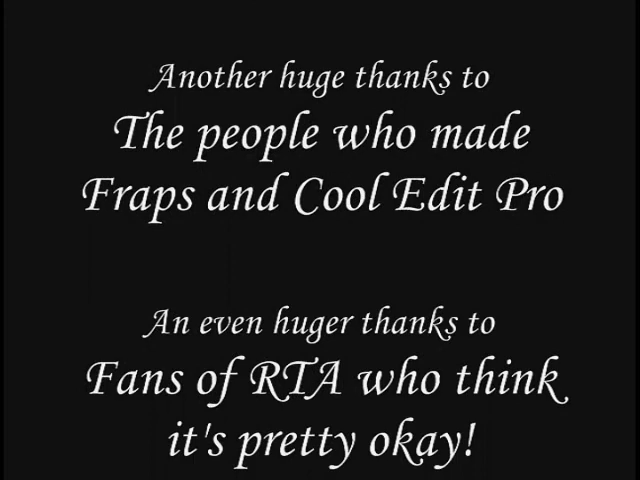 Another huge thanks to
The people who made
Fraps and Cool Edit Pro
An even huger thanks to
Fans of RTA who think
it's pretty okay!